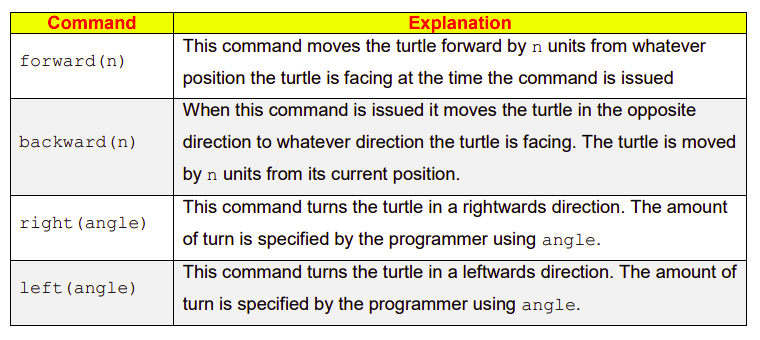 Command Explanation
forward(n)
This command moves the turtle forward by n units from whatever
position the turtle is facing at the time the command is issued
backward(n)
When this command is issued it moves the turtle in the opposite
direction to whatever direction the turtle is facing. The turtle is moved
by n units from its current position.
right(angle)
This command turns the turtle in a rightwards direction. The amount
of turn is specified by the programmer using angle.
left(angle)
This command turns the turtle in a leftwards direction. The amount of
turn is specified by the programmer using angle.